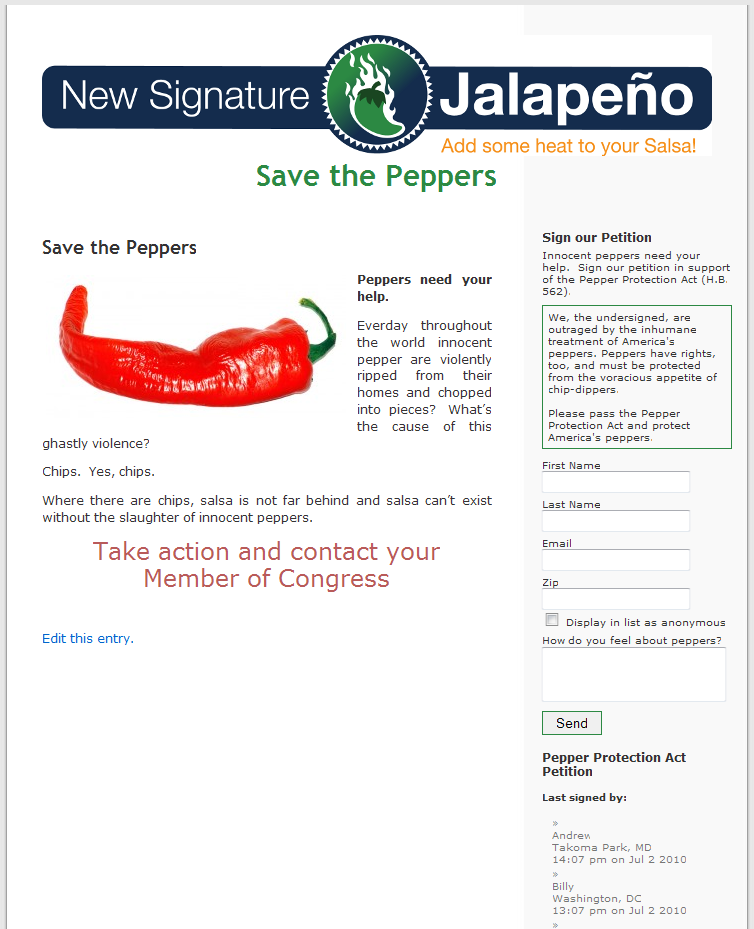 New Signature Jalapeño
Add some heat to your Salsa!
Save the Peppers
Save the Peppers
Peppers need your
help.
Everday throughout
the world innocent
pepper are violently
ripped from their
homes and chopped
into pieces? What's
the cause of this
ghastly violence?
Chips. Yes, chips.
Where there are chips, salsa is not far behind and salsa can't exist
without the slaughter of innocent peppers.
Take action and contact your
Member of Congress
Edit this entry.
Sign our Petition
Innocent peppers need your
help. Sign our petition in support
of the Pepper Protection Act (H.B.
562).
We, the undersigned, are
outraged by the inhumane
treatment of America's
peppers. Peppers have rights,
too, and must be protected
from the voracious appetite of
chip-dippers.
Please pass the Pepper
Protection Act and protect
America's peppers.
First Name
Last Name
Email
Zip
Display in list as anonymous
How do you feel about peppers?
Send
Pepper Protection Act
Petition
Last signed by:
»
Andrew
Takoma Park, MD
14:07 pm on Jul 2 2010
»
Billy
Washington, DC
13:07 pm on Jul 2 2010
»